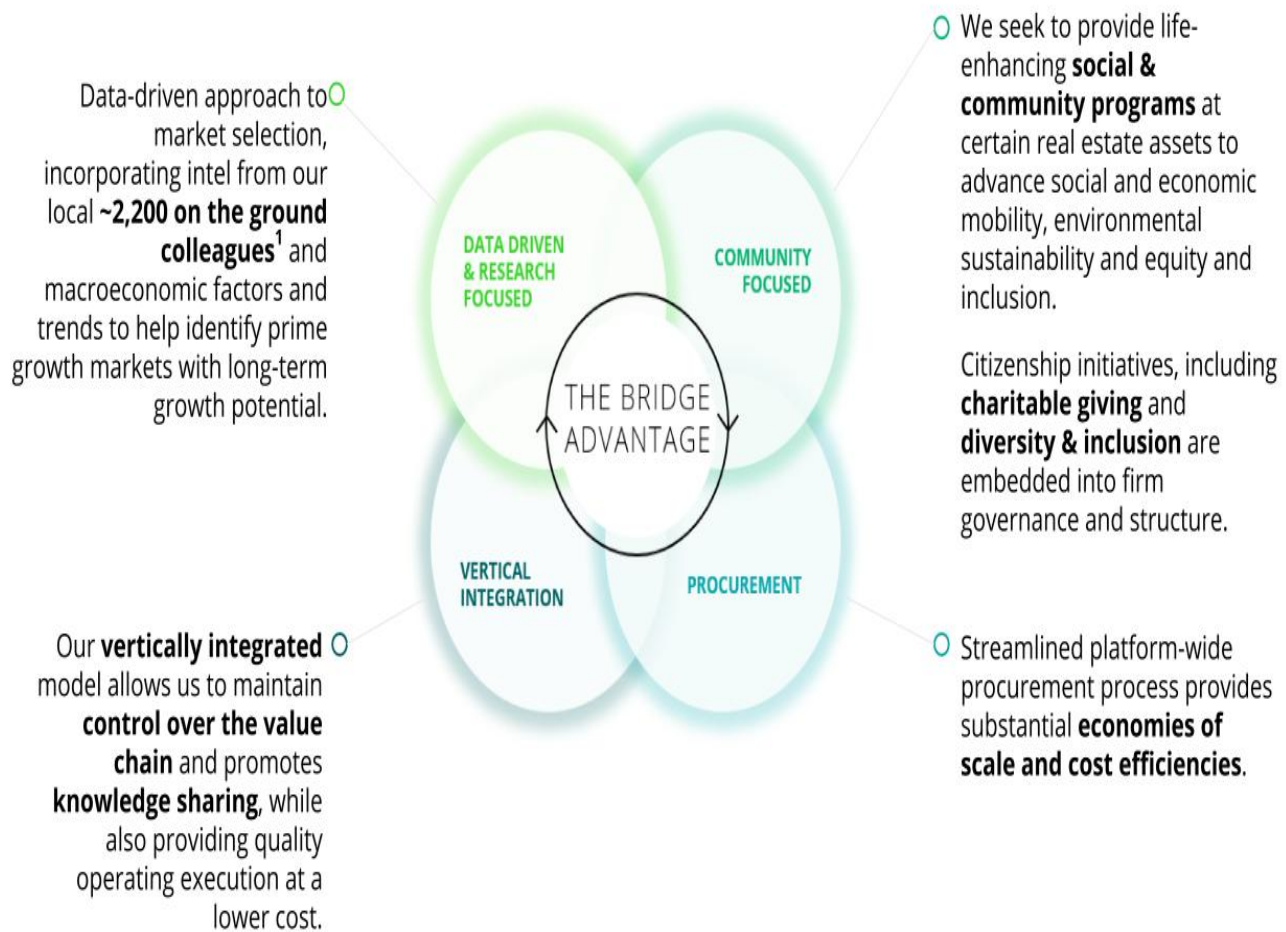 Data-driven approach to
market selection,
incorporating intel from our
local ~2,200 on the ground
colleagues¹ and
macroeconomic factors and
trends to help identify prime
growth markets with long-term
growth potential.
DATA DRIVEN
& RESEARCH
FOCUSED
COMMUNITY
FOCUSED
We seek to provide life-
enhancing social &
community programs at
certain real estate assets to
advance social and economic
mobility, environmental
sustainability and equity and
inclusion.
Citizenship initiatives, including
charitable giving and
diversity & inclusion are
embedded into firm
governance and structure.
THE BRIDGE
ADVANTAGE
VERTICAL
INTEGRATION
PROCUREMENT
Our vertically integrated
model allows us to maintain
control over the value
chain and promotes
knowledge sharing, while
also providing quality
operating execution at a
lower cost.
Streamlined platform-wide
procurement process provides
substantial economies of
scale and cost efficiencies.